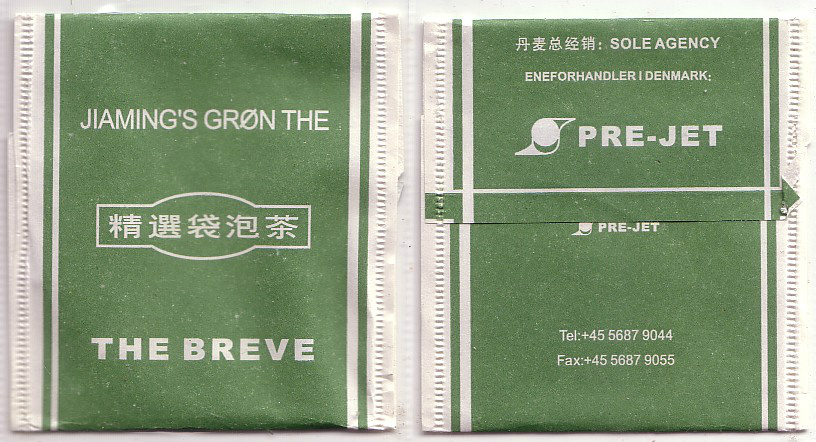 JIAMING'S GRØN THE
精選袋泡茶
THE BREVE
丹麦总经销: SOLE AGENCY
ENEFORHANDLER I DENMARK:
PRE-JET
PRE-JET
Tel:+45 5687 9044
Fax:+45 5687 9055